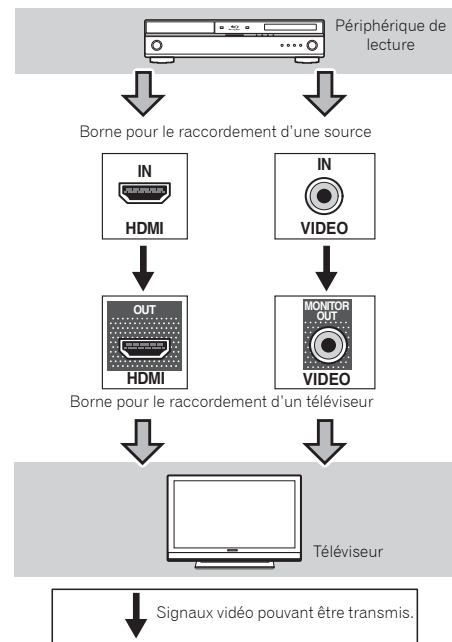 Périphérique de
lecture
Borne pour le raccordement d'une source
IN
HDMI
IN
VIDEO
OUT
HDMI
MONITOR
OUT
VIDEO
Borne pour le raccordement d'un téléviseur
Téléviseur
Signaux vidéo pouvant être transmis.